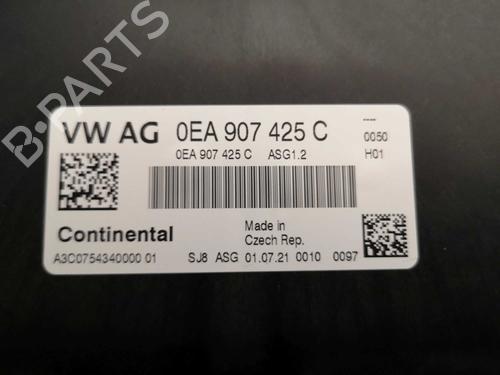 VW AG 0EA 907 425 C
0EA 907 425 C ASG1.2
0050
H01
Continental
Made in
Czech Rep.
A3C0754340000 01 SJ8 ASG 01.07.21 0010 0097
B-PARTS